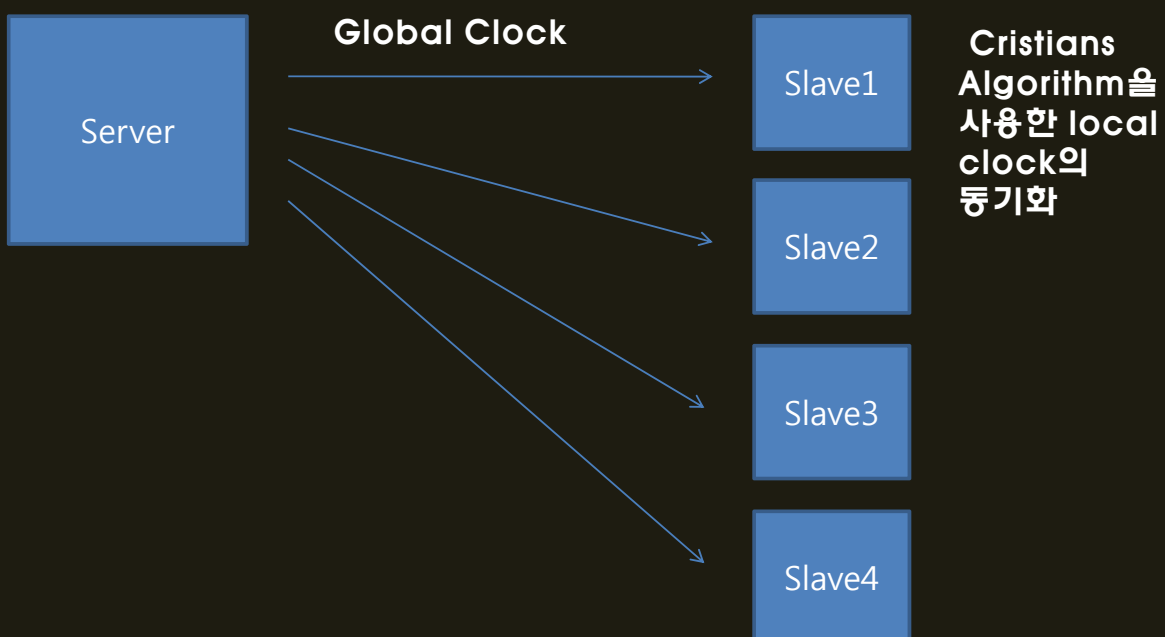 Server
Global Clock
Slave1
Slave2
Slave3
Slave4
Cristians
Algorithm을
사용한 local
clock의
동기화